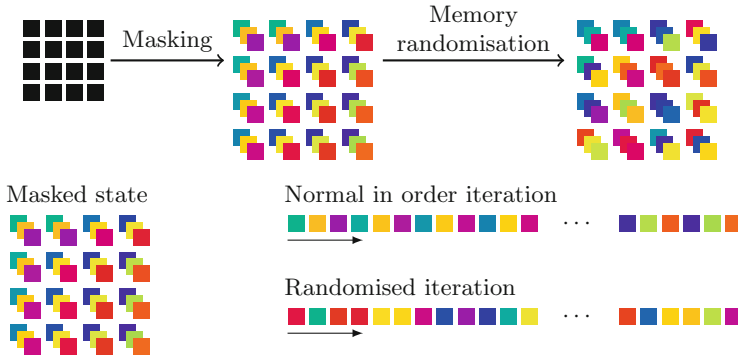 Masking
Memory
randomisation
Masked state
Normal in order iteration
...
Randomised iteration
...